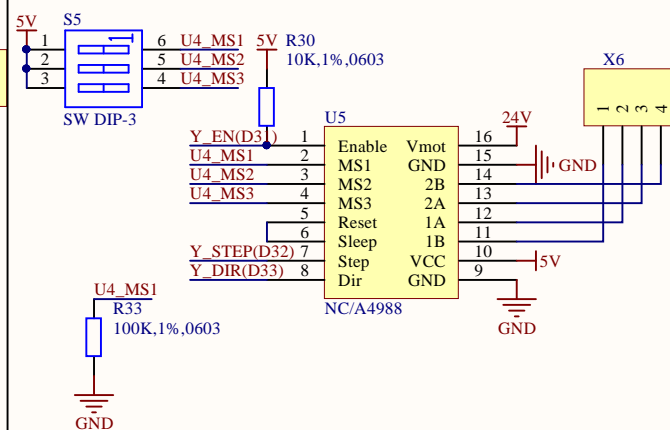 5V
S5
1
2
3
6
5
4
U4_MS1
U4_MS2
U4_MS3
SW DIP-3
5V
R30
10K,1%,0603
U5
Y_EN(D31)
U4_MS1
U4_MS2
U4_MS3
Y_STEP(D32)
Y_DIR(D33)
1
2
3
4
5
6
7
8
Enable
MS1
MS2
MS3
Reset
Sleep
Step
Dir
Vmot
GND
2B
2A
1A
1B
VCC
GND
16
15
14
13
12
11
10
9
NC/A4988
24V
GND
5V
GND
X6
1
2
3
4
U4_MS1
R33
100K,1%,0603
GND